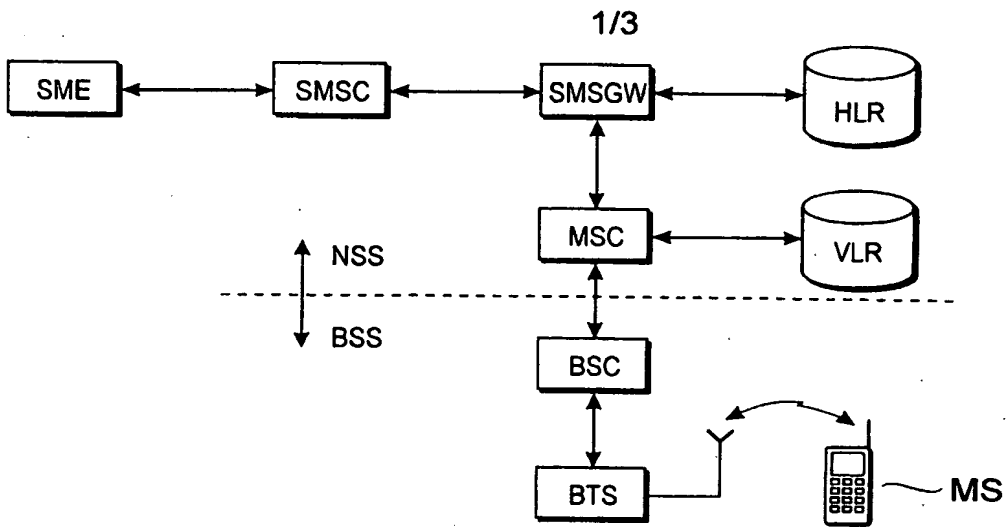 1/3
SME
SMSC
SMSGW
HLR
MSC
VLR
NSS
BSS
BSC
BTS
MS